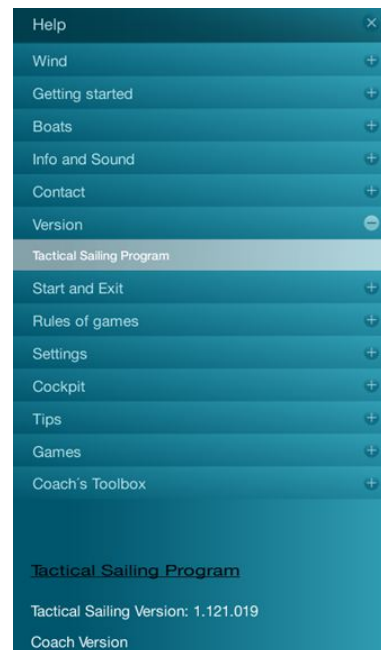 Help
Wind
Getting started
Boats
Info and Sound
Contact
Version
Tactical Sailing Program
Start and Exit
Rules of games
Settings
Cockpit
Tips
Games
Coach´s Toolbox
Tactical Sailing Program
Tactical Sailing Version: 1.121.019
Coach Version